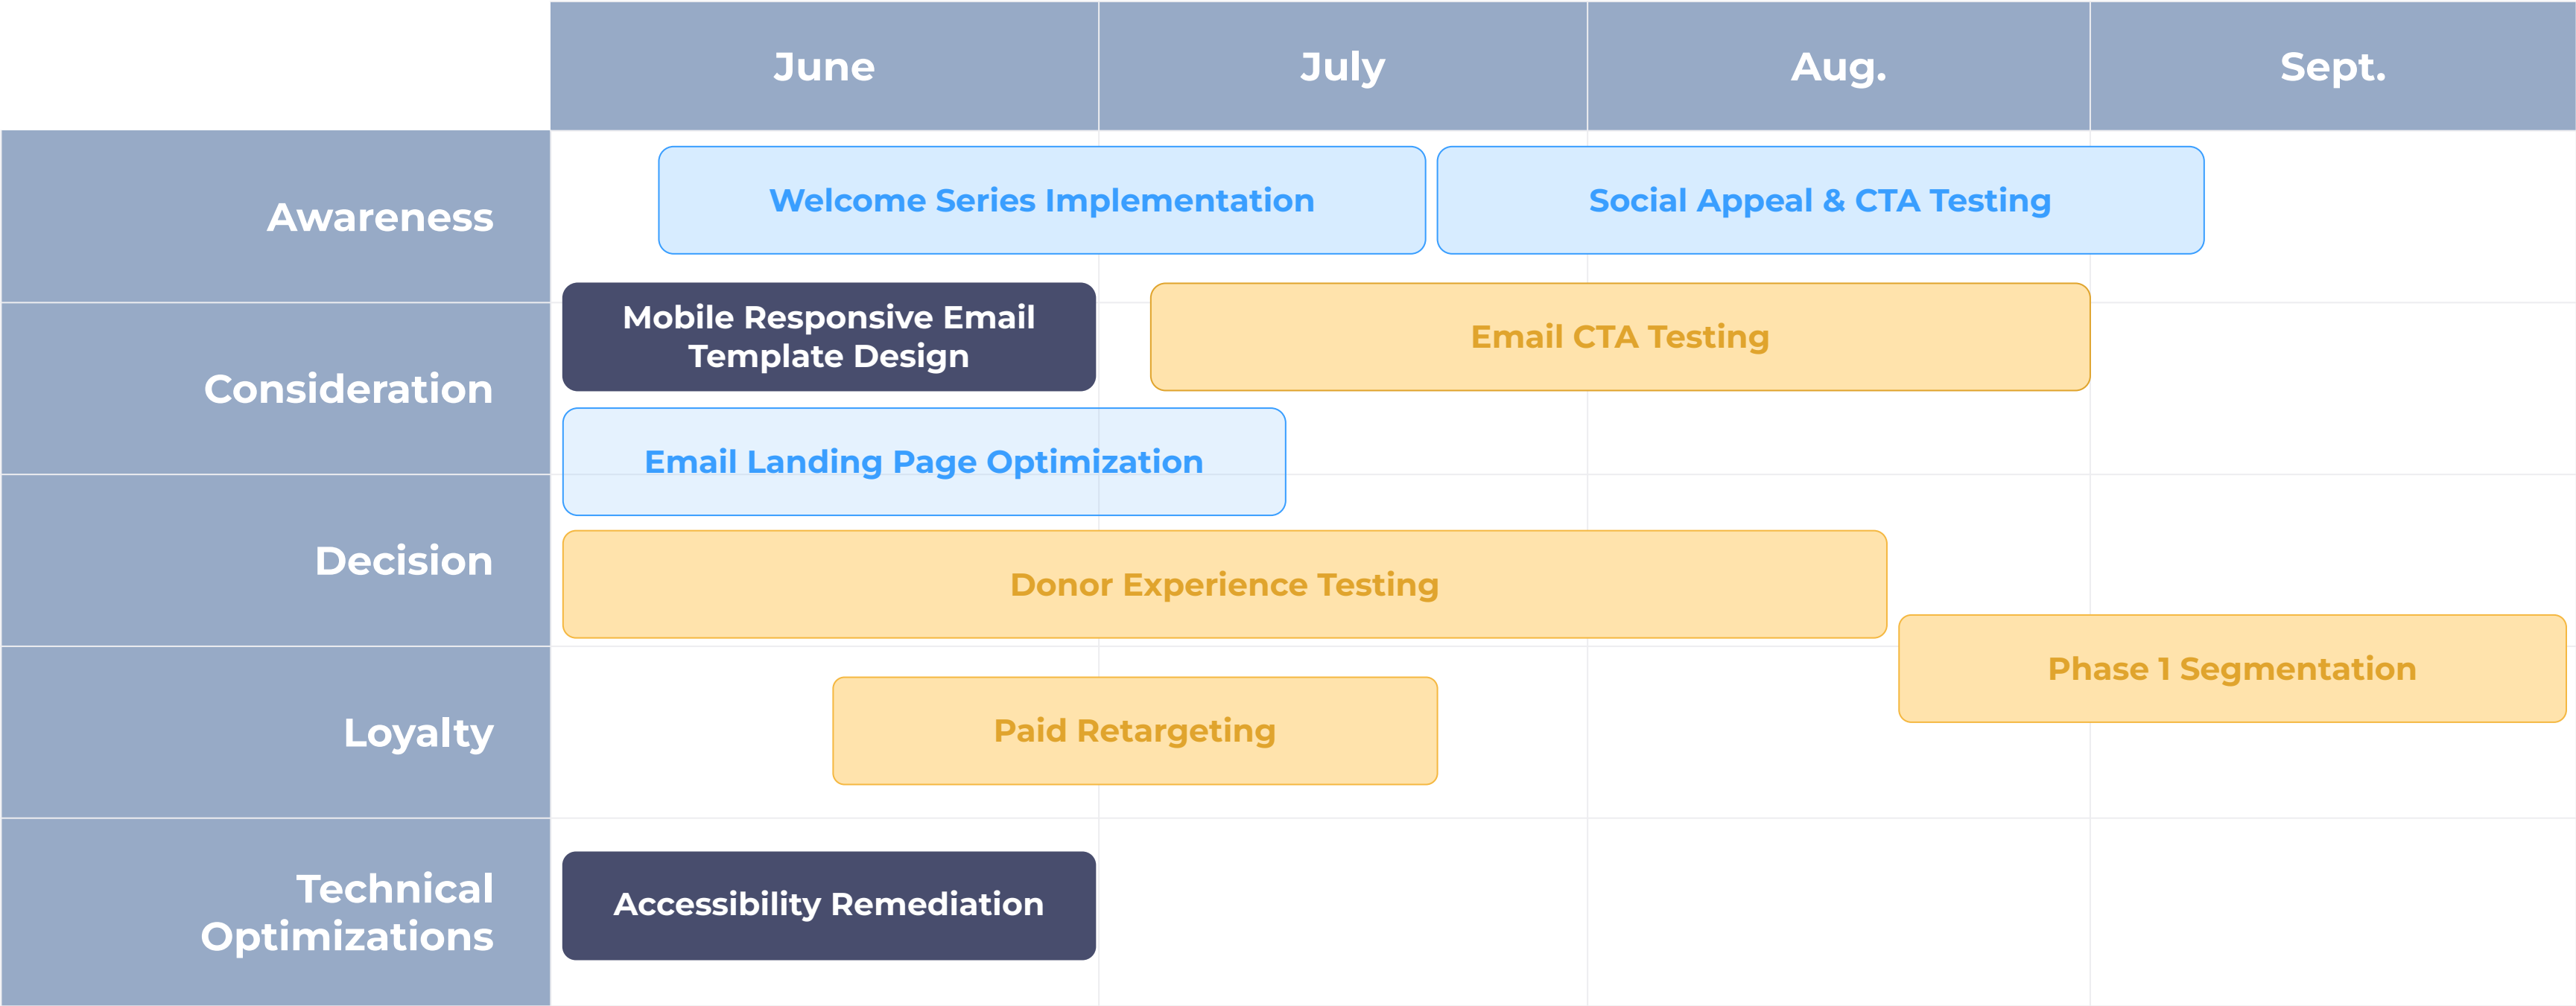 June
July
Aug.
Sept.
Awareness
Welcome Series Implementation
Social Appeal & CTA Testing
Consideration
Mobile Responsive Email
Template Design
Email CTA Testing
Email Landing Page Optimization
Decision
Donor Experience Testing
Phase 1 Segmentation
Loyalty
Paid Retargeting
Technical
Optimizations
Accessibility Remediation